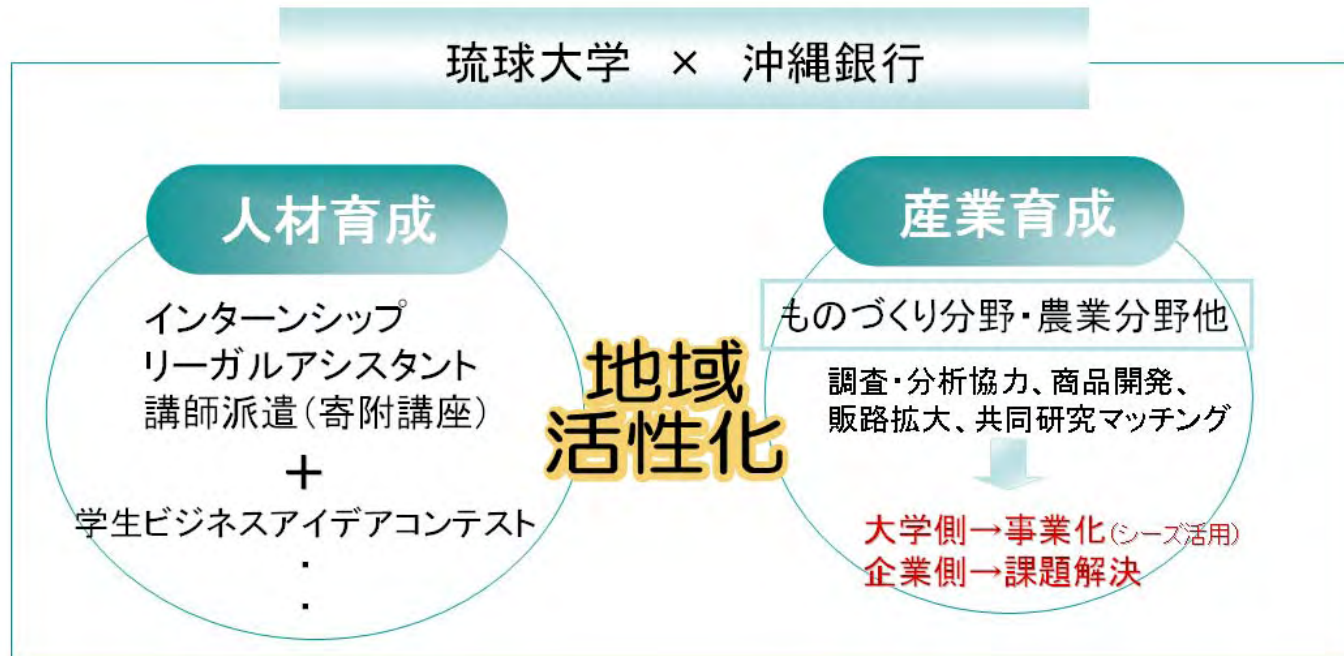 琉球大学 × 沖縄銀行
人材育成
インターンシップ
リーガルアシスタント
講師派遣(寄附講座)
+
学生ビジネスアイデアコンテスト
・
・
地域
活性化
産業育成
ものづくり分野・農業分野他
調査・分析協力、商品開発、
販路拡大、共同研究マッチング
大学側→事業化(シーズ活用)
企業側→課題解決